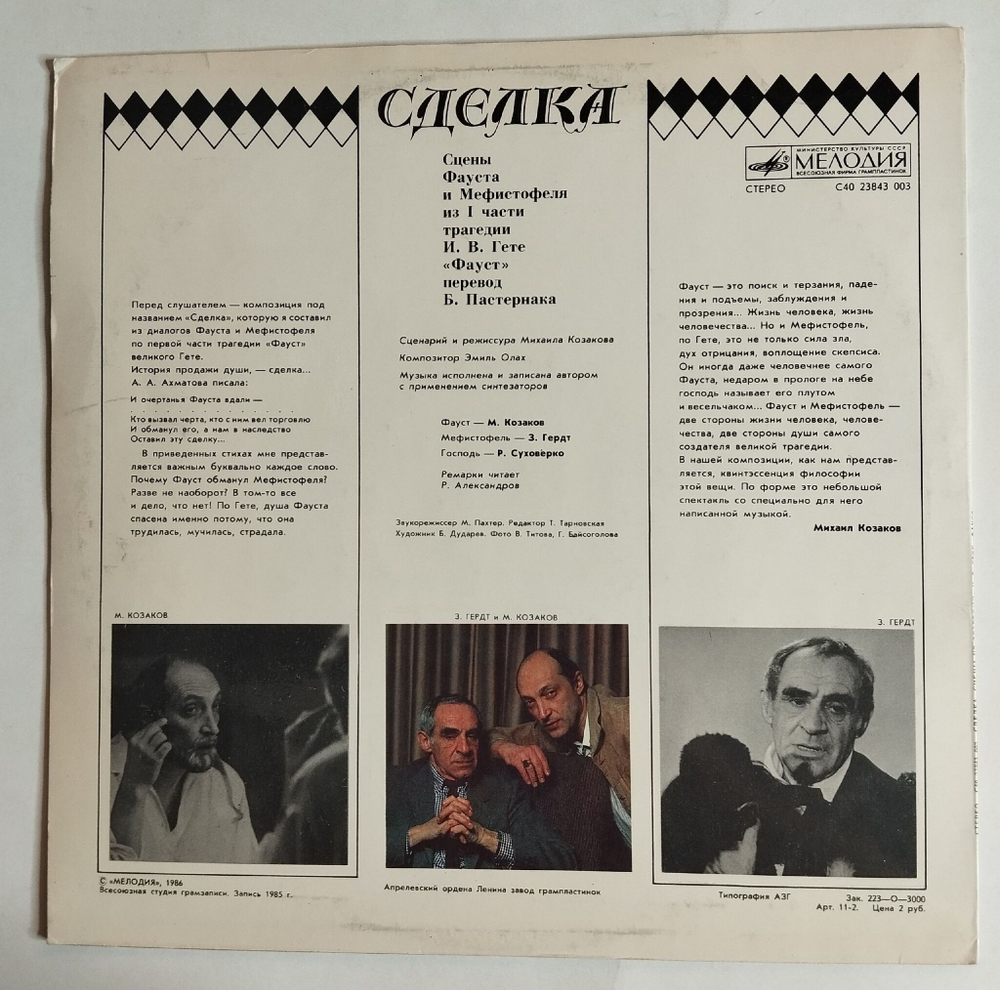 СДЕЛКА
Сцены
Фауста
и Мефистофеля
из I части
трагедии
И. В. Гете
«Фауст»
перевод
Б. Пастернака
МИНИСТЕРСТВО КУЛЬТУРЫ СССР
МЕЛОДИЯ
ВСЕСОЮЗНАЯ ФИРМА ГРАМПЛАСТИНОК
СТЕРЕО С40 23843 003
Перед слушателем — композиция под
названием «Сделка», которую я составил
из диалогов Фауста и Мефистофеля
по первой части трагедии «Фауст»
великого Гете.
История продажи души, — сделка...
А. А. Ахматова писала:
И очертанья Фауста вдали —
. . . . . . . . . . . . . . .
Кто вызвал черта, кто с ним вел торговлю
И обманул его, а нам в наследство
Оставил эту сделку...
В приведенных стихах мне представ-
ляется важным буквально каждое слово.
Почему Фауст обманул Мефистофеля?
Разве не наоборот? В том-то все
и дело, что нет! По Гете, душа Фауста
спасена именно потому, что она
трудилась, мучилась, страдала.
Сценарий и режиссура Михаила Козакова
Композитор Эмиль Олах
Музыка исполнена и записана автором
с применением синтезаторов
Фауст — М. Козаков
Мефистофель — З. Гердт
Господь — Р. Суховерко
Ремарки читает
Р. Александров
Звукорежиссер М. Пахтер. Редактор Т. Тарновская
Художник Б. Дударев. Фото В. Титова, Г. Байсоголова
Фауст — это поиск и терзания, паде-
ния и подъемы, заблуждения и
прозрения... Жизнь человека, жизнь
человечества... Но и Мефистофель,
по Гете, это не только сила зла,
дух отрицания, воплощение скепсиса.
Он иногда даже человечнее самого
Фауста, недаром в прологе на небе
господь называет его плутом
и весельчаком... Фауст и Мефистофель —
две стороны жизни человека, челове-
чества, две стороны души самого
создателя великой трагедии.
В нашей композиции, как нам представ-
ляется, квинтэссенция философии
этой вещи. По форме это небольшой
спектакль со специально для него
написанной музыкой.
Михаил Козаков
М. КОЗАКОВ
З. ГЕРДТ и М. КОЗАКОВ
З. ГЕРДТ
© «МЕЛОДИЯ», 1986
Всесоюзная студия грамзаписи. Запись 1985 г.
Апрелевский ордена Ленина завод грампластинок
Типография АЗГ
Зак. 223—О—3000
Арт. 11-2. Цена 2 руб.